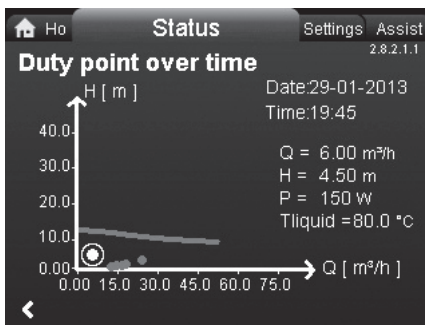 Ho Status Settings Assist
2.8.2.1.1
Duty point over time
H [ m ]
Date:29-01-2013
Time:19:45
40.0
30.0
20.0
10.0
0.00
Q = 6.00 m³/h
H = 4.50 m
P = 150 W
Tliquid =80.0 °C
0.00 15.0 30.0 45.0 60.0 75.0
Q [ m³/h ]